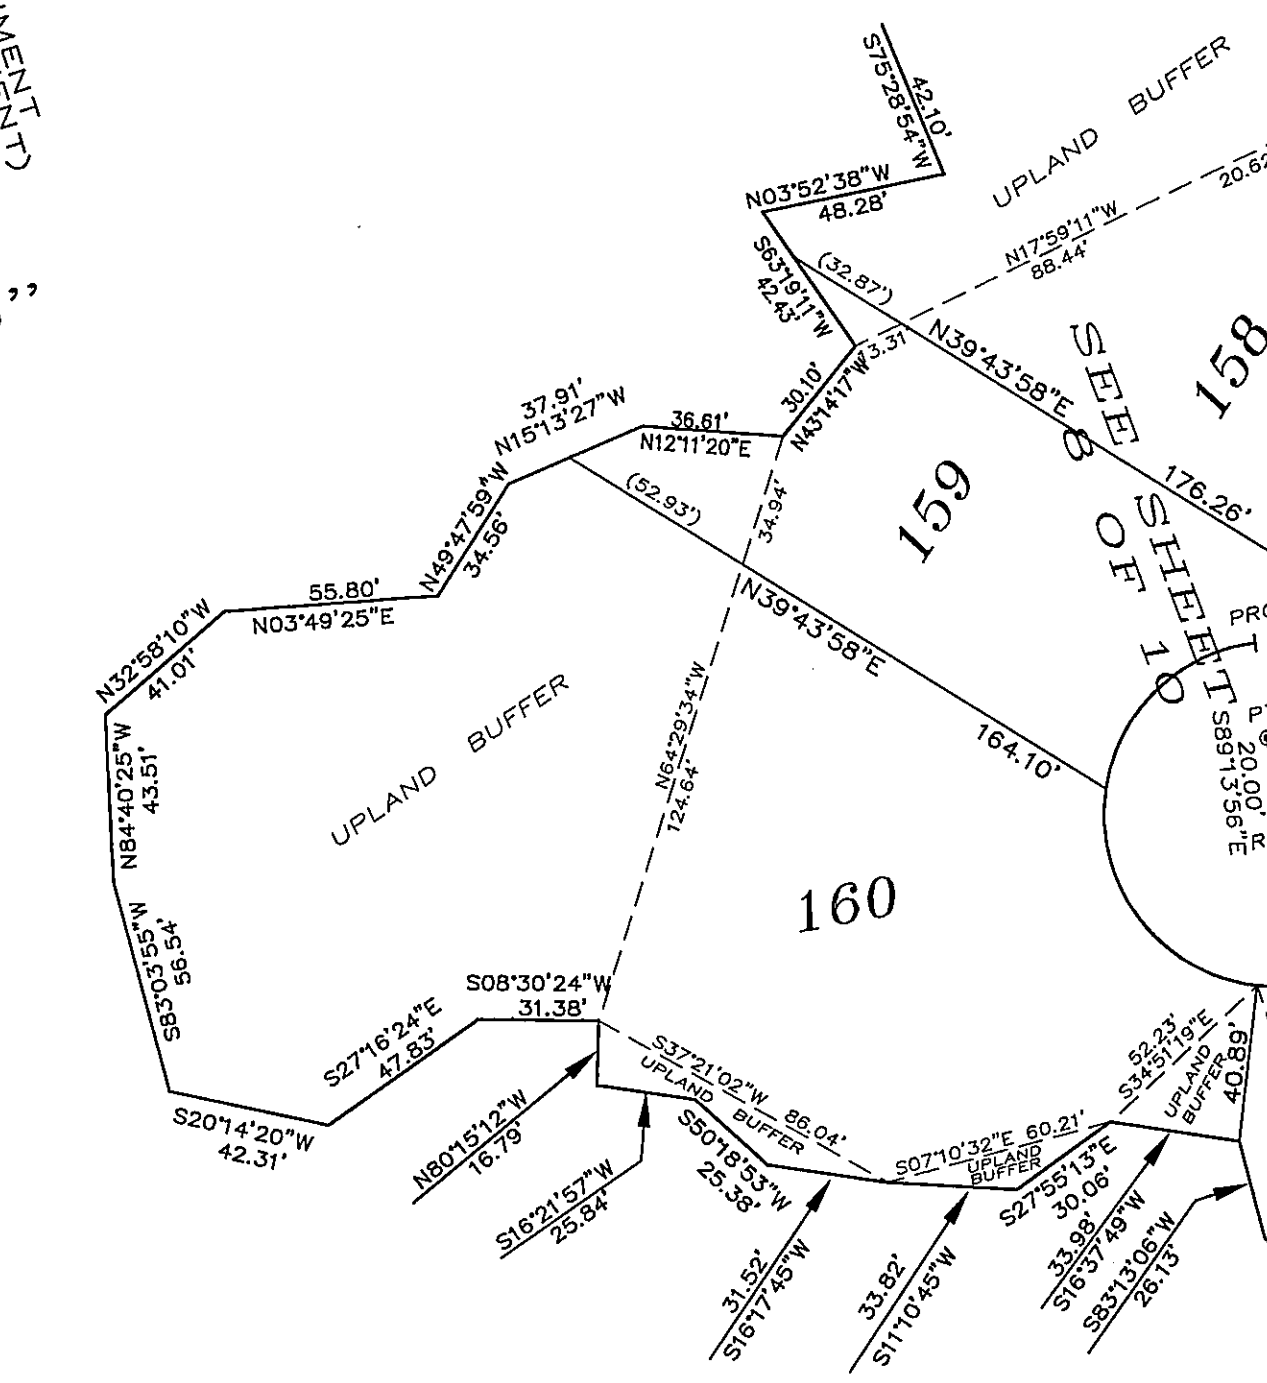 MENT
ENT)
,,
42.10'
S75°28'54"W
UPLAND BUFFER
20.62
N03°52'38"W
48.28'
N17°59'11"W
88.44'
S63°19'11"W
42.43'
(32.87')
3.31
N39°43'58"E
176.26'
158
SEE SHEET
8 OF 10
30.10'
N43°14'17"W
37.91'
N15°13'27"W
36.61'
N12°11'20"E
159
(52.93')
34.94'
N49°47'59"W
34.56'
55.80'
N03°49'25"E
N39°43'58"E
164.10'
PRC
N32°58'10"W
41.01'
UPLAND BUFFER
N64°29'34"W
124.64'
20.00'
S89°13'56"E
N84°40'25"W
43.51'
160
S83°03'55"W
56.54'
S08°30'24"W
31.38'
S27°16'24"E
47.83'
S20°14'20"W
42.31'
S37°21'02"W 86.04'
UPLAND BUFFER
52.23'
S34°51'19"E
UPLAND
BUFFER
40.89'
S07°10'32"E 60.21'
UPLAND
BUFFER
N80°15'12"W
16.79'
S16°21'57"W
25.84'
S50°18'53"W
25.38'
31.52'
S16°17'45"W
33.82'
S11°10'45"W
S27°55'13"E
30.06'
33.98'
S16°37'49"W
S83°13'06"W
26.13'